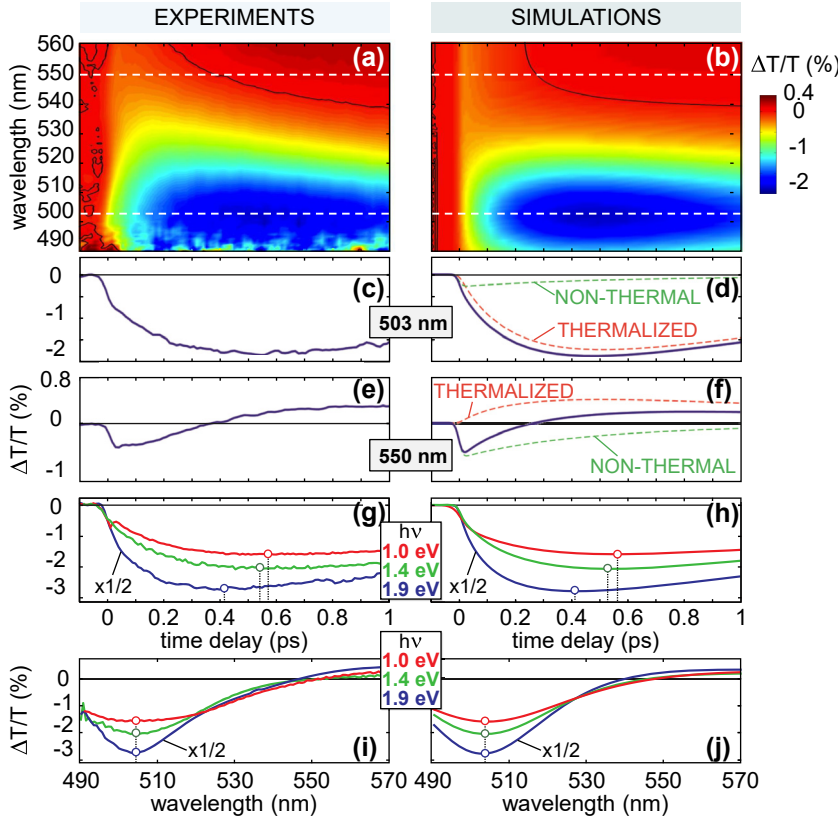 EXPERIMENTS
SIMULATIONS
(a)
(b)
wavelength (nm)
560
550
540
530
520
510
500
490
ΔT/T (%)
0.4
0
-1
-2
(c)
(d)
0
-1
-2
503 nm
NON-THERMAL
THERMALIZED
(e)
(f)
ΔT/T (%)
0.8
0
-1
550 nm
THERMALIZED
NON-THERMAL
(g)
(h)
0
-1
-2
-3
x1/2
x1/2
hν
1.0 eV
1.4 eV
1.9 eV
0 0.2 0.4 0.6 0.8 1
0 0.2 0.4 0.6 0.8 1
time delay (ps)
time delay (ps)
hν
1.0 eV
1.4 eV
1.9 eV
ΔT/T (%)
0
-1
-2
-3
x1/2
(i)
x1/2
(j)
490 510 530 550 570
490 510 530 550 570
wavelength (nm)
wavelength (nm)